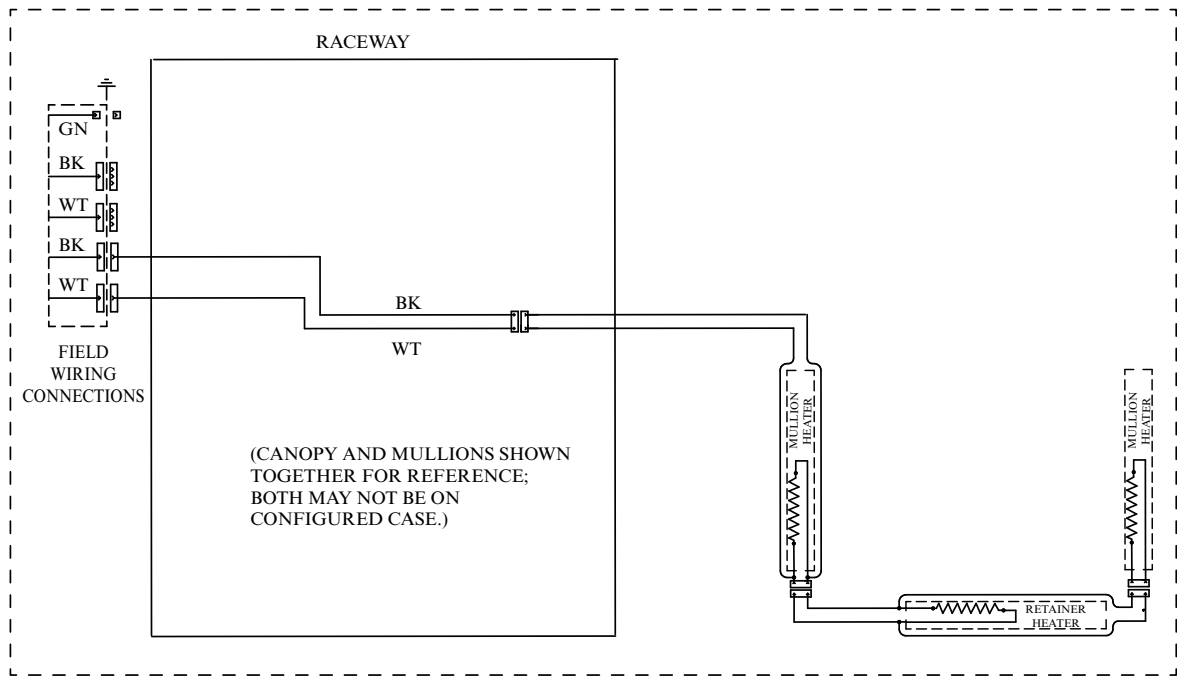 RACEWAY
GN
BK
WT
BK
WT
FIELD
WIRING
CONNECTIONS
BK
WT
(CANOPY AND MULLIONS SHOWN
TOGETHER FOR REFERENCE;
BOTH MAY NOT BE ON
CONFIGURED CASE.)
MULLION
HEATER
MULLION
HEATER
RETAINER
HEATER